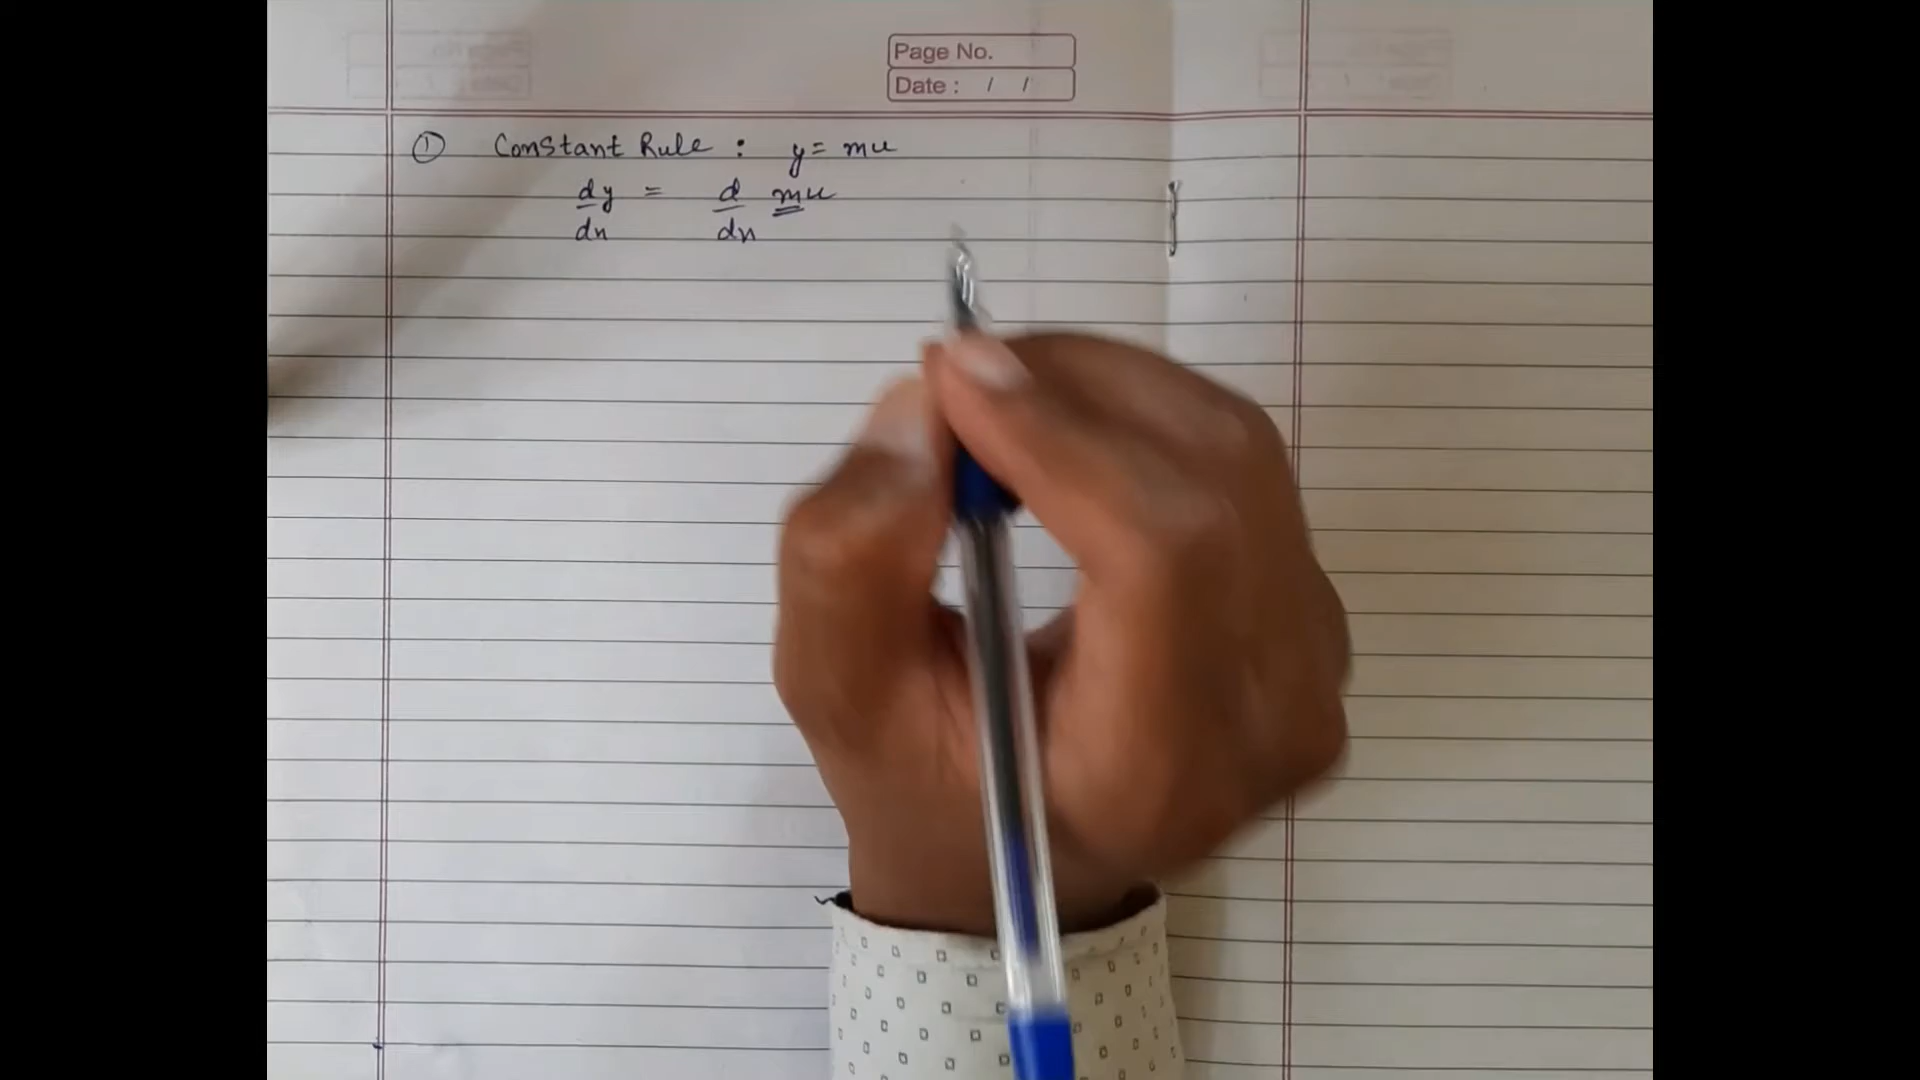 Page No.
Date : / /
① Constant Rule : y = mu
dy = d mu
dn dn